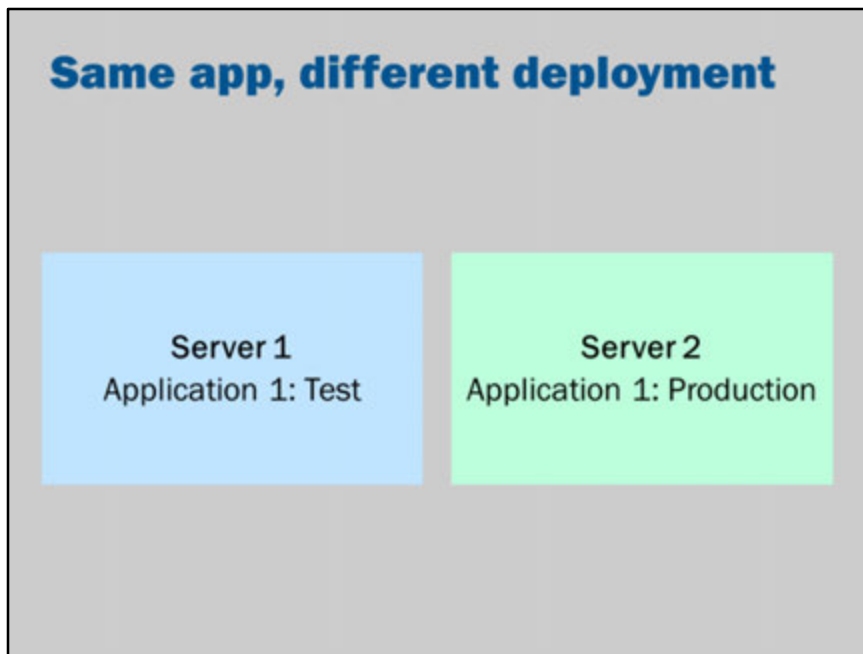 Same app, different deployment
Server 1
Application 1: Test
Server 2
Application 1: Production